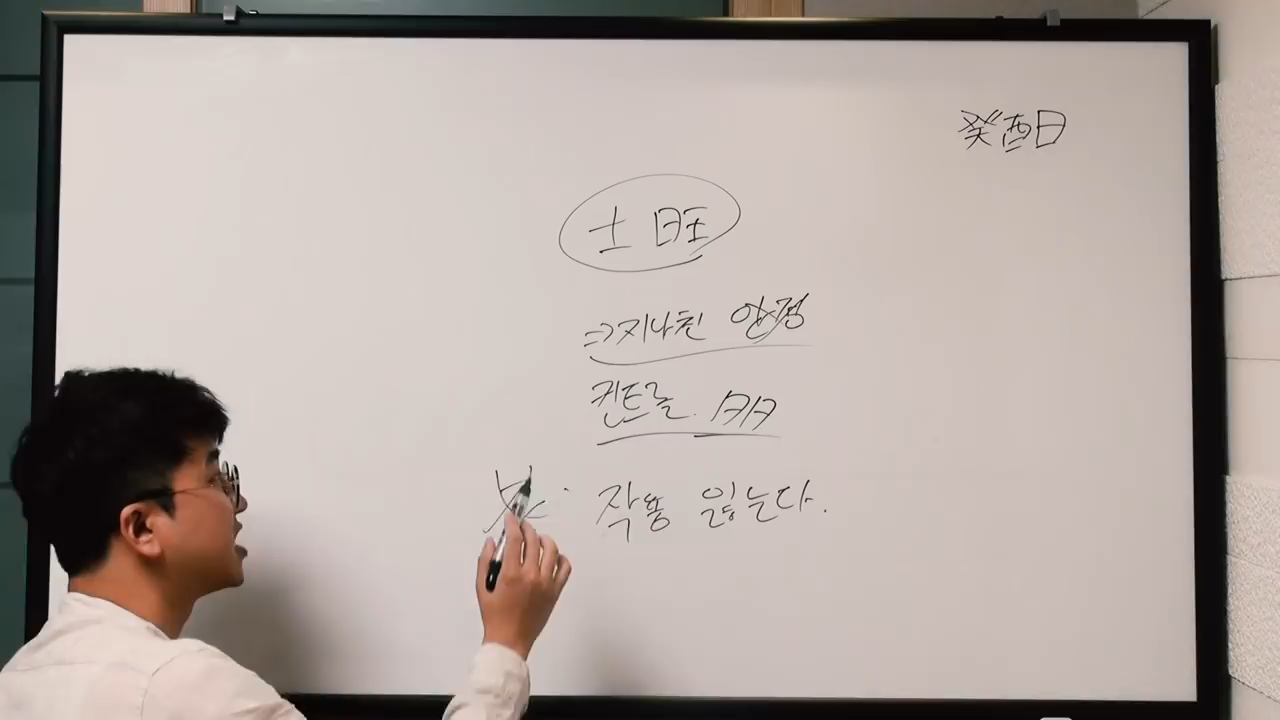 癸酉日
土 旺
⇒ 지나친 안정
컨트롤.
작용 잃는다.